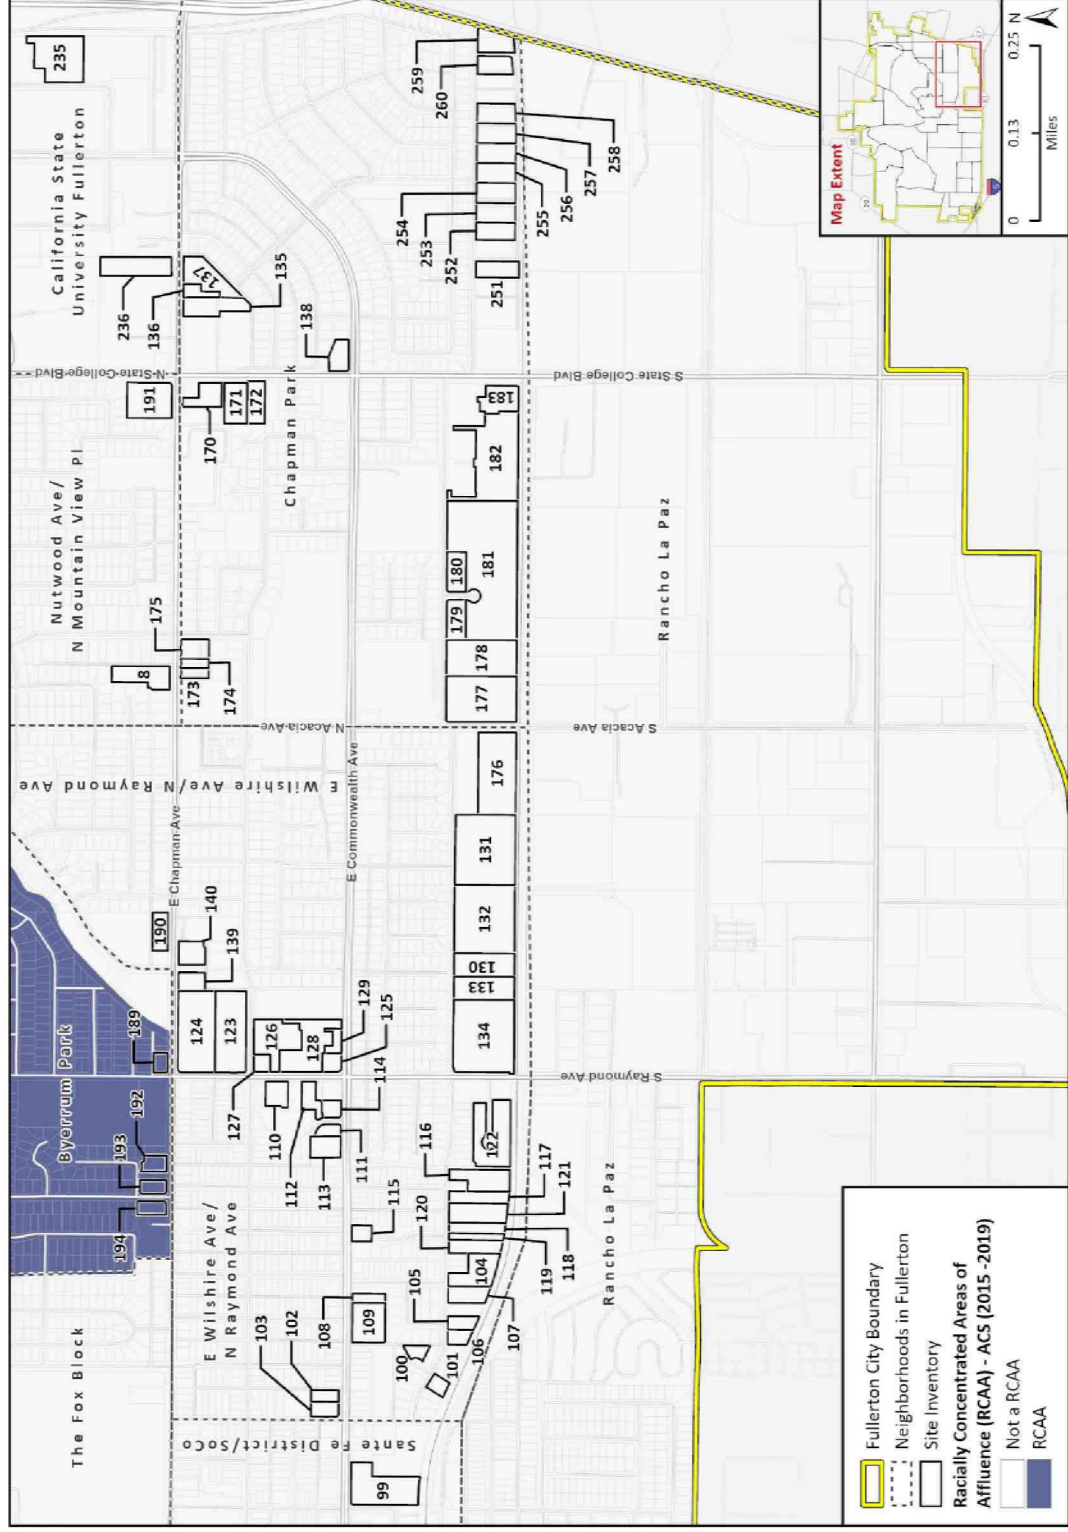 235
California State
University Fullerton
236
136
137
135
138
259
260
258
257
256
255
254
253
252
251
N State College Blvd
S State College Blvd
191
170
171
172
Chapman Park
183
182
181
180
179
178
177
Nutwood Ave/
N Mountain View Pl
175
8
173
174
Rancho La Paz
N Acacia Ave
S Acacia Ave
E Wilshire Ave/N Raymond Ave
E Chapman Ave
E Commonwealth Ave
176
131
132
130
133
134
190
140
139
124
123
126
128
129
125
127
114
Byerrum Park
189
192
193
194
S Raymond Ave
110
112
113
111
115
116
122
117
121
120
118
119
104
105
107
106
108
109
100
101
103
102
99
E Wilshire Ave/
N Raymond Ave
The Fox Block
Sante Fe District/SoCo
Rancho La Paz
Map Extent
0 0.13 0.25
Miles
N
Fullerton City Boundary
Neighborhoods in Fullerton
Site Inventory
Racially Concentrated Areas of
Affluence (RCAA) - ACS (2015 -2019)
Not a RCAA
RCAA